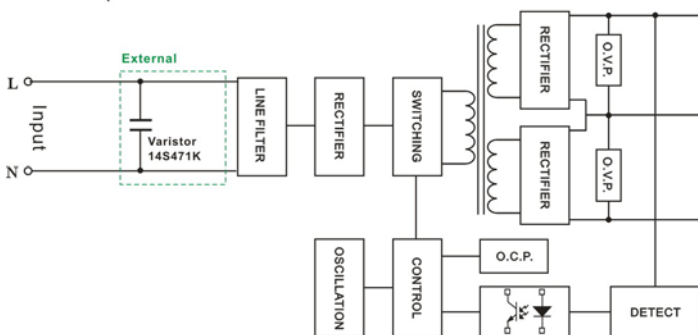 External
L
Input
N
Varistor
14S471K
LINE FILTER
RECTIFIER
SWITCHING
RECTIFIER
RECTIFIER
O.V.P.
O.V.P.
OSCILLATION
CONTROL
O.C.P.
DETECT